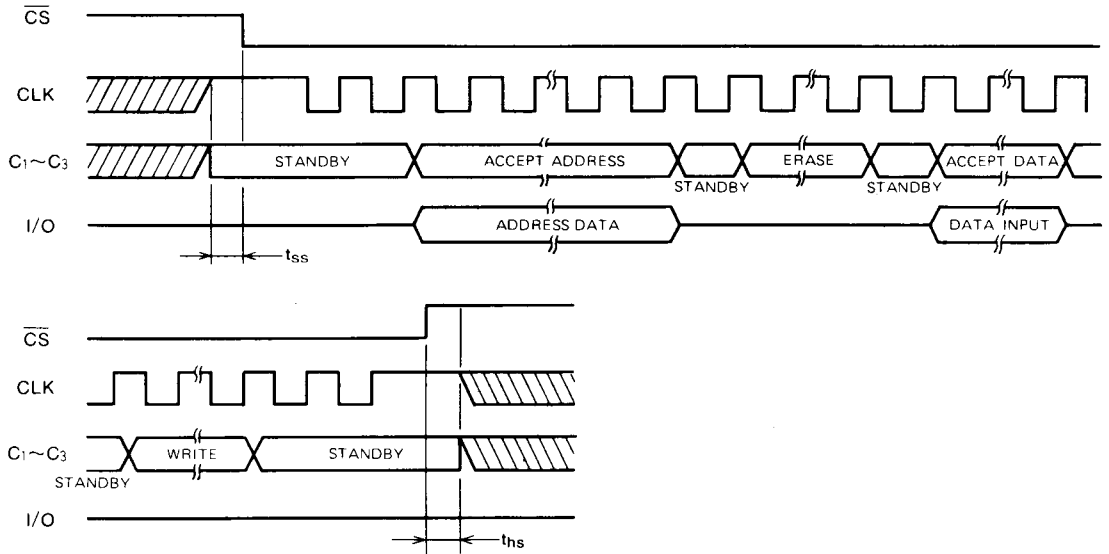 CS
CLK
C1~C3 STANDBY ACCEPT ADDRESS ERASE ACCEPT DATA
STANDBY STANDBY
I/O ADDRESS DATA DATA INPUT
tss
CS
CLK
C1~C3 WRITE STANDBY
STANDBY
I/O
ths